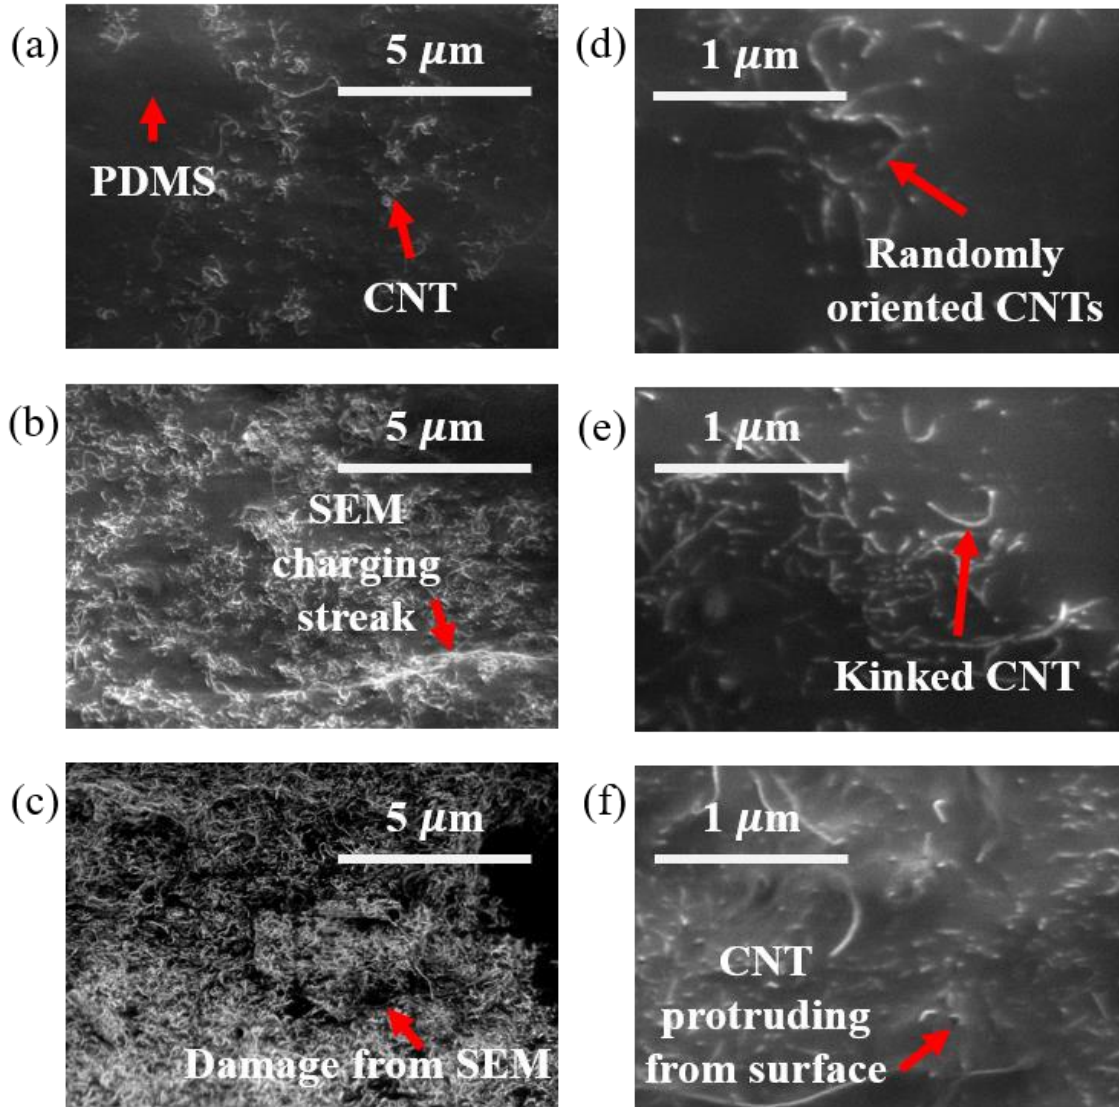 (a)
5 μm
PDMS
CNT
(d)
1 μm
Randomly
oriented CNTs
(b)
5 μm
SEM
charging
streak
(e)
1 μm
Kinked CNT
(c)
5 μm
Damage from SEM
(f)
1 μm
CNT
protruding
from surface